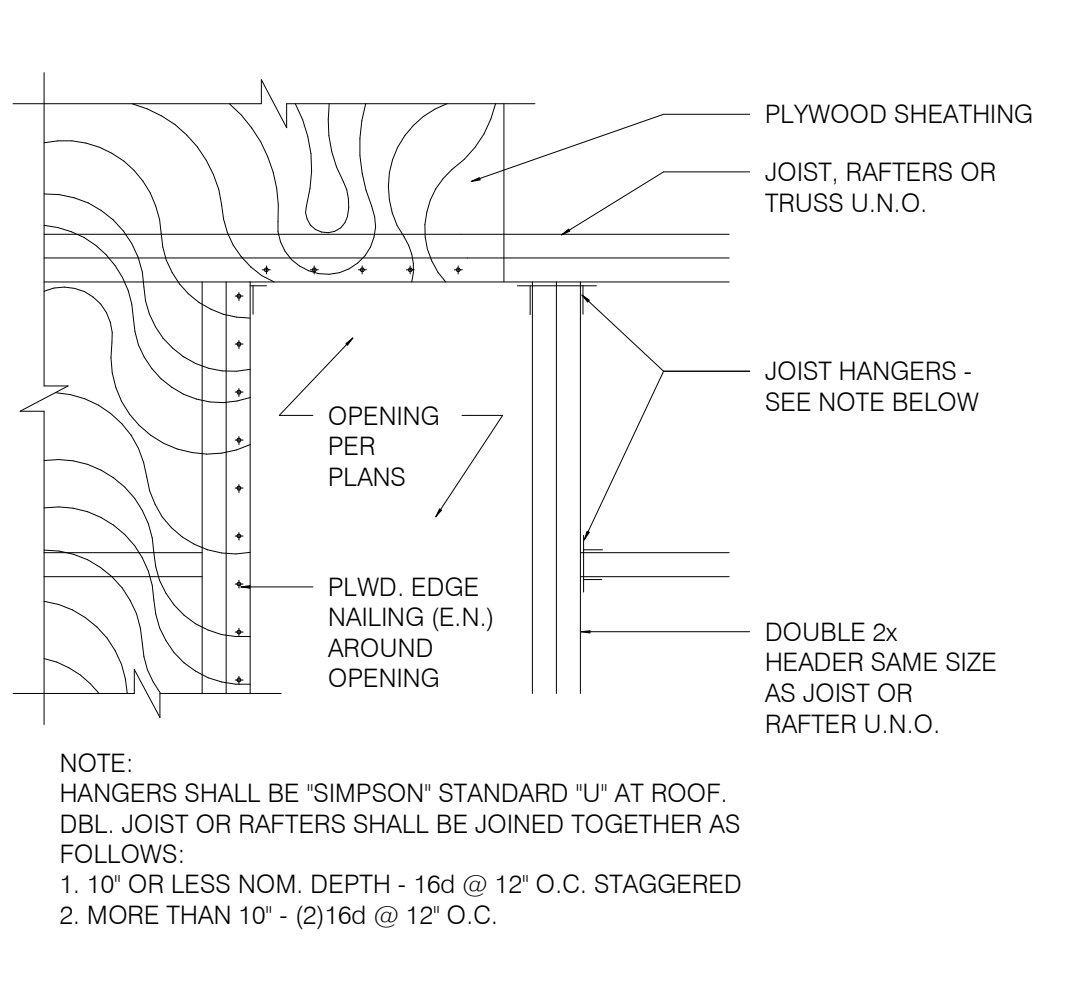 PLYWOOD SHEATHING
JOIST, RAFTERS OR
TRUSS U.N.O.
JOIST HANGERS -
SEE NOTE BELOW
OPENING
PER
PLANS
PLWD. EDGE
NAILING (E.N.)
AROUND
OPENING
DOUBLE 2x
HEADER SAME SIZE
AS JOIST OR
RAFTER U.N.O.
NOTE:
HANGERS SHALL BE "SIMPSON" STANDARD "U" AT ROOF.
DBL. JOIST OR RAFTERS SHALL BE JOINED TOGETHER AS
FOLLOWS:
1. 10" OR LESS NOM. DEPTH - 16d @ 12" O.C. STAGGERED
2. MORE THAN 10" - (2)16d @ 12" O.C.